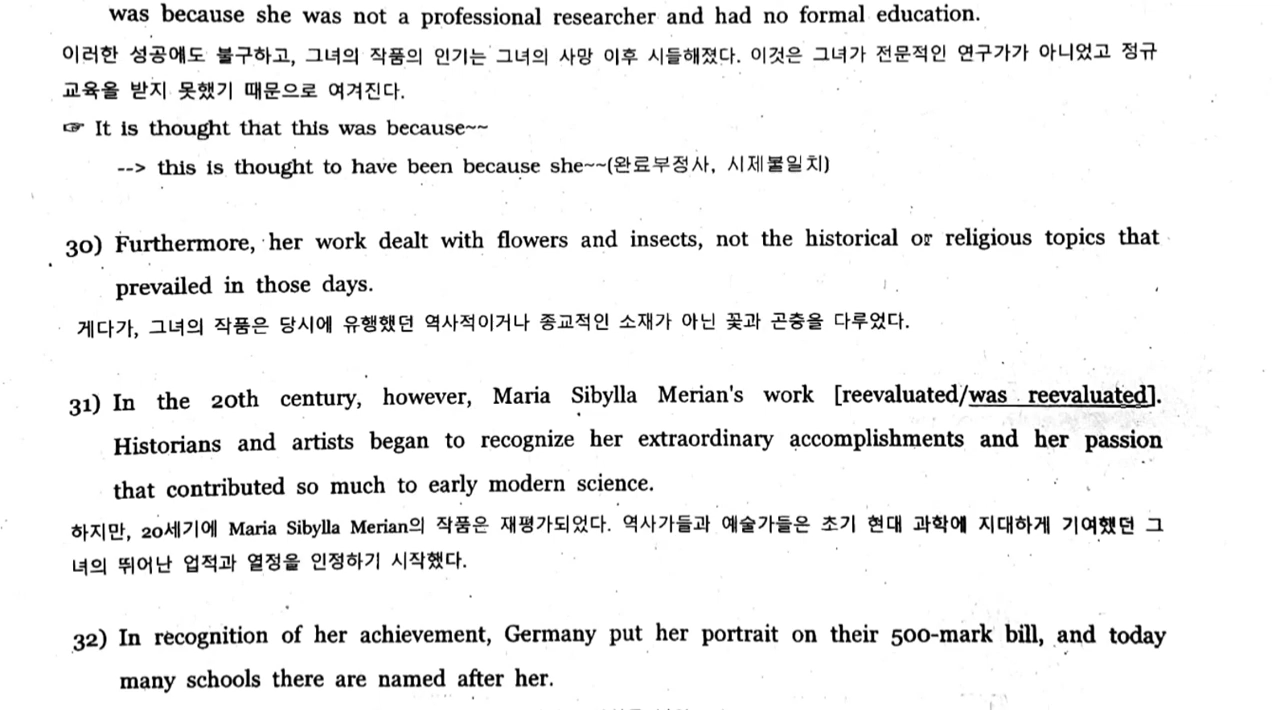 was because she was not a professional researcher and had no formal education.
이러한 성공에도 불구하고, 그녀의 작품의 인기는 그녀의 사망 이후 시들해졌다. 이것은 그녀가 전문적인 연구가가 아니었고 정규
교육을 받지 못했기 때문으로 여겨진다.
☞ It is thought that this was because~~
--> this is thought to have been because she~~(완료부정사, 시제불일치)
30) Furthermore, her work dealt with flowers and insects, not the historical or religious topics that
prevailed in those days.
게다가, 그녀의 작품은 당시에 유행했던 역사적이거나 종교적인 소재가 아닌 꽃과 곤충을 다루었다.
31) In the 20th century, however, Maria Sibylla Merian's work [reevaluated/was reevaluated].
Historians and artists began to recognize her extraordinary accomplishments and her passion
that contributed so much to early modern science.
하지만, 20세기에 Maria Sibylla Merian의 작품은 재평가되었다. 역사가들과 예술가들은 초기 현대 과학에 지대하게 기여했던 그
녀의 뛰어난 업적과 열정을 인정하기 시작했다.
32) In recognition of her achievement, Germany put her portrait on their 500-mark bill, and today
many schools there are named after her.